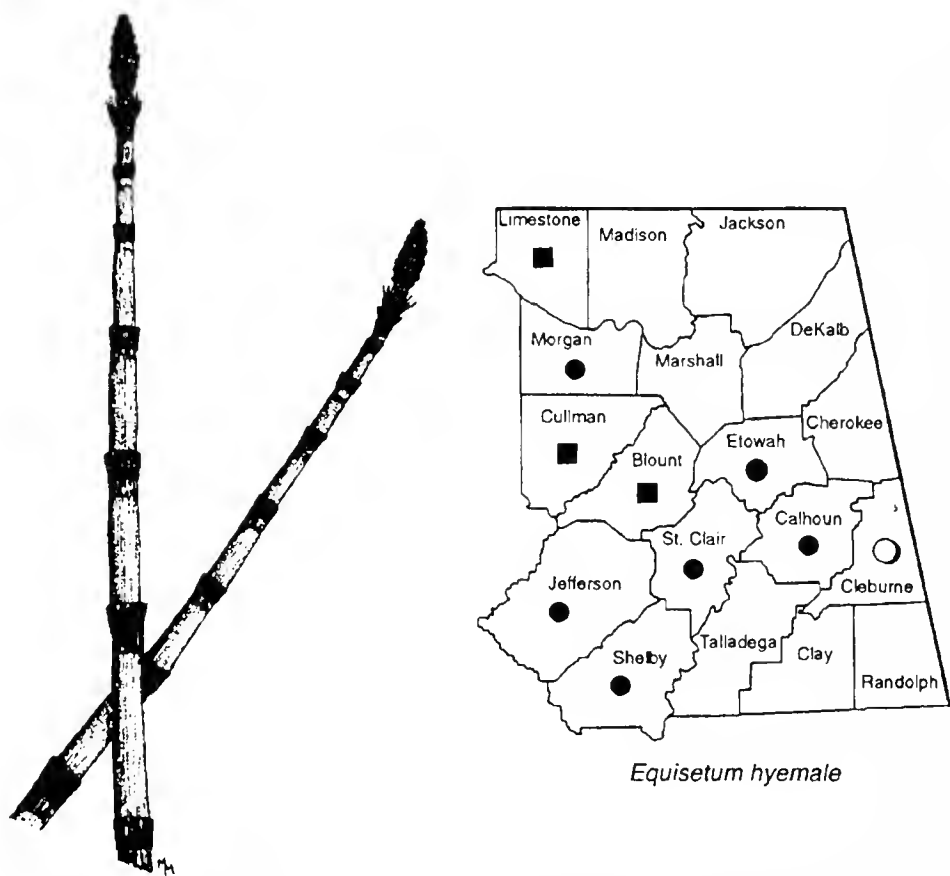 Limestone
Madison
Jackson
DeKalb
Morgan
Marshall
Cherokee
Cullman
Etowah
Blount
Calhoun
St. Clair
Cleburne
Jefferson
Talladega
Clay
Shelby
Randolph
Equisetum hyemale
MM